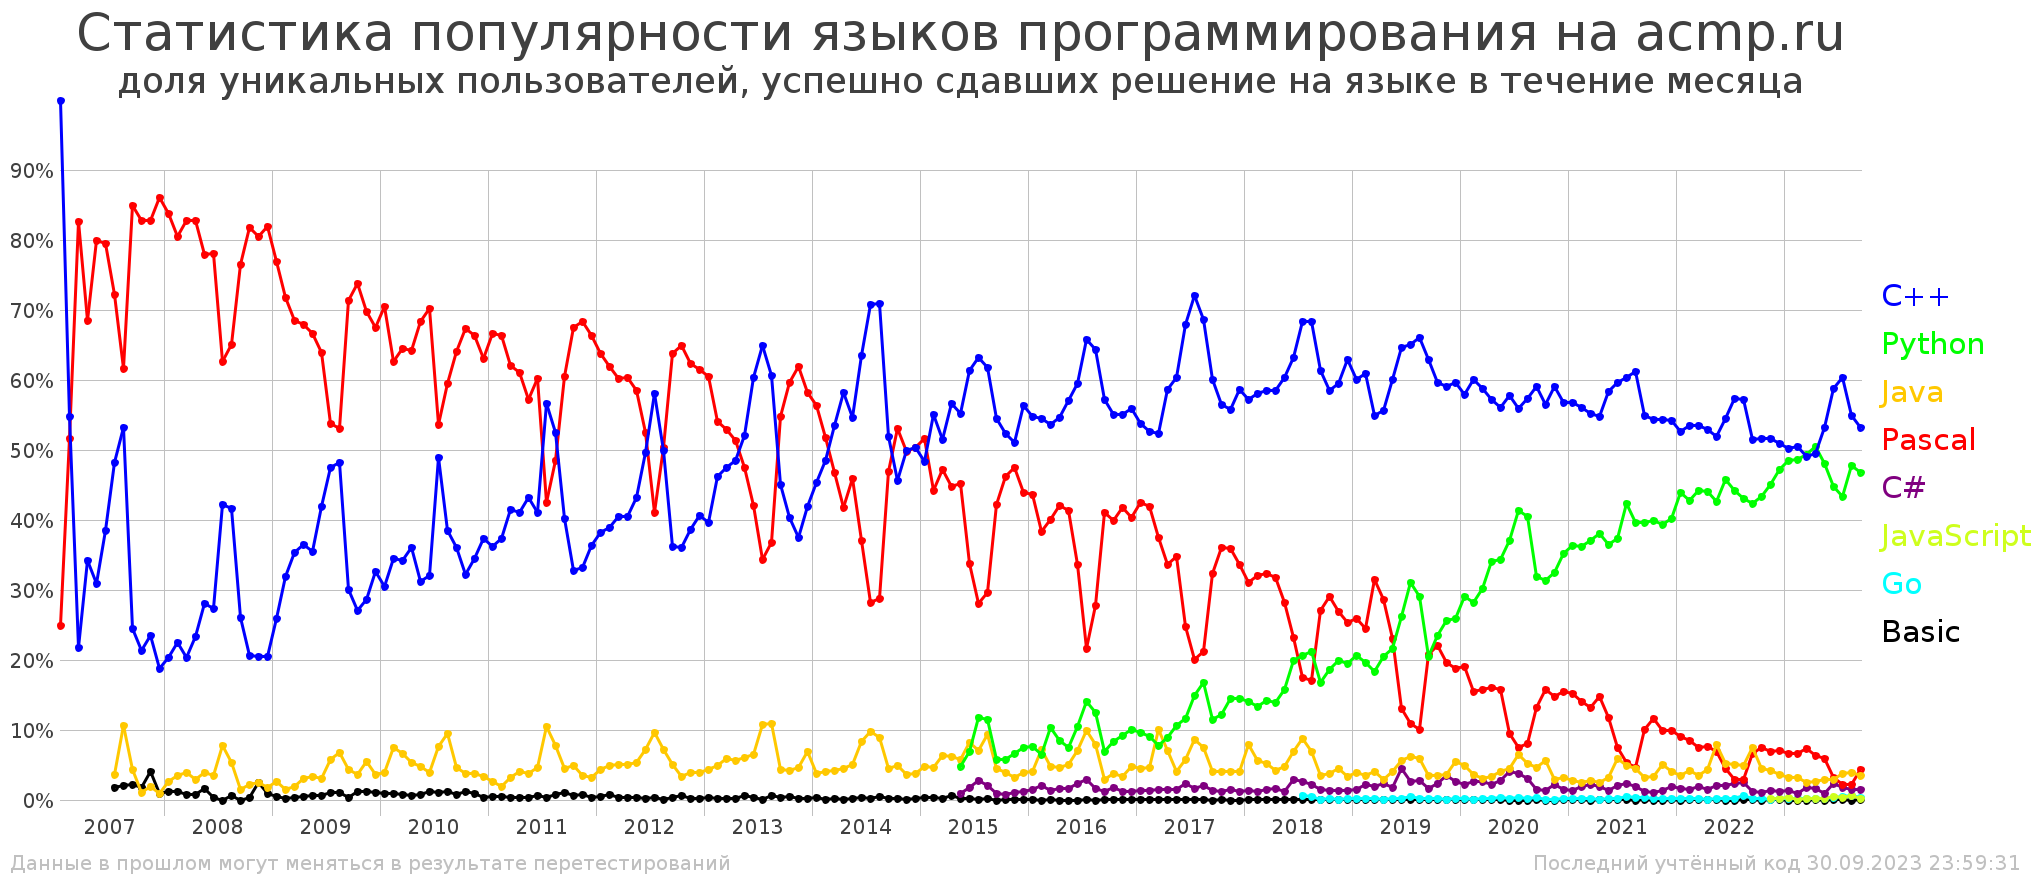 Статистика популярности языков программирования на acmp.ru
доля уникальных пользователей, успешно сдавших решение на языке в течение месяца
90%
80%
70%
60%
50%
40%
30%
20%
10%
0%
2007 2008 2009 2010 2011 2012 2013 2014 2015 2016 2017 2018 2019 2020 2021 2022
C++
Python
Java
Pascal
C#
JavaScript
Go
Basic
Данные в прошлом могут меняться в результате перетестирований
Последний учтённый код 30.09.2023 23:59:31